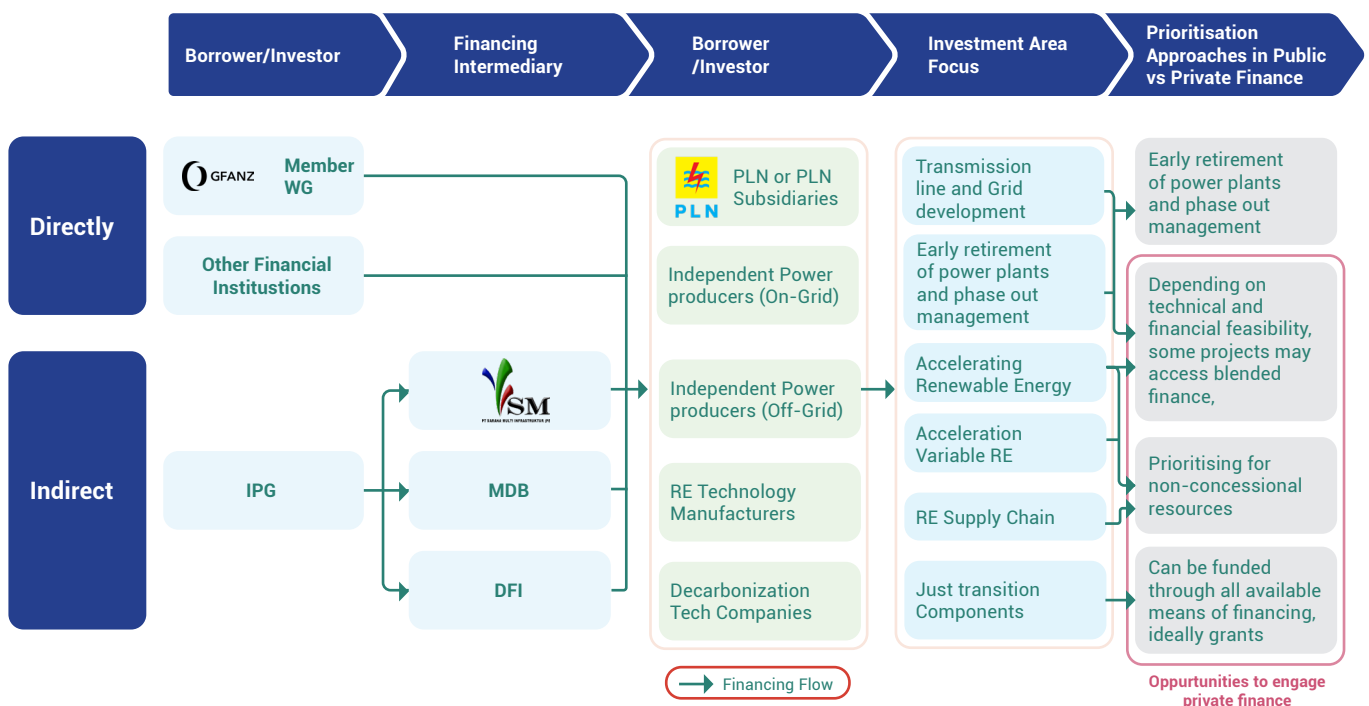 Borrower/Investor
Financing
Intermediary
Borrower
/Investor
Investment Area
Focus
Prioritisation
Approaches in Public
vs Private Finance
Directly
GFANZ
Member
WG
Other Financial
Institustions
Indirect
IPG
SM
PT SARANA MULTI INFRASTRUKTUR
MDB
DFI
PLN
PLN or PLN
Subsidiaries
Independent Power
producers (On-Grid)
Independent Power
producers (Off-Grid)
RE Technology
Manufacturers
Decarbonization
Tech Companies
Financing Flow
Transmission
line and Grid
development
Early retirement
of power plants
and phase out
management
Accelerating
Renewable Energy
Acceleration
Variable RE
RE Supply Chain
Just transition
Components
Early retirement
of power plants
and phase out
management
Depending on
technical and
financial feasibility,
some projects may
access blended
finance,
Prioritising for
non-concessional
resources
Can be funded
through all available
means of financing,
ideally grants
Oppurtunities to engage
private finance